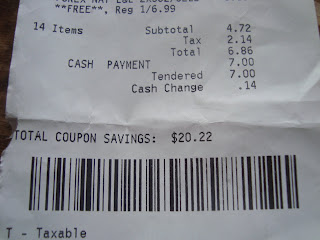 **FREE**, Reg 1/6.99
14 Items Subtotal 4.72
Tax 2.14
Total 6.86
CASH PAYMENT 7.00
Tendered 7.00
Cash Change .14
TOTAL COUPON SAVINGS: $20.22
T - Taxable